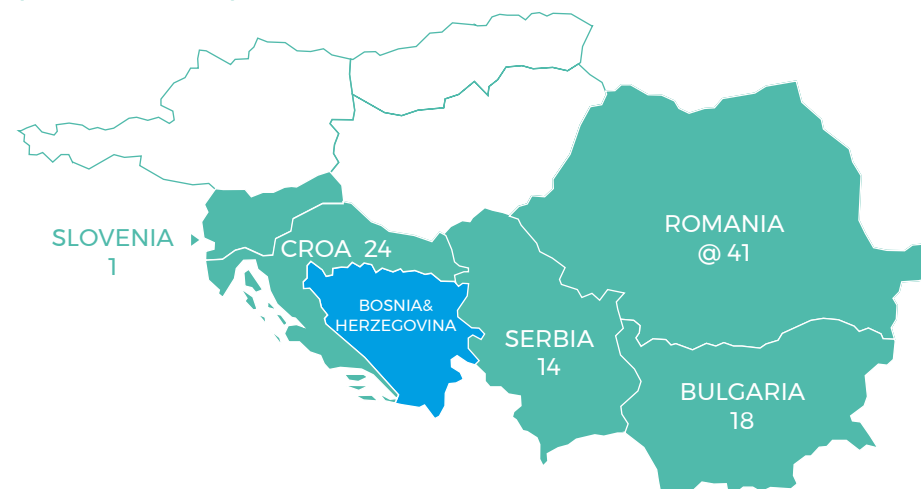 SLOVENIA
1
CROA 24
BOSNIA&
HERZEGOVINA
SERBIA
14
ROMANIA
@ 41
BULGARIA
18